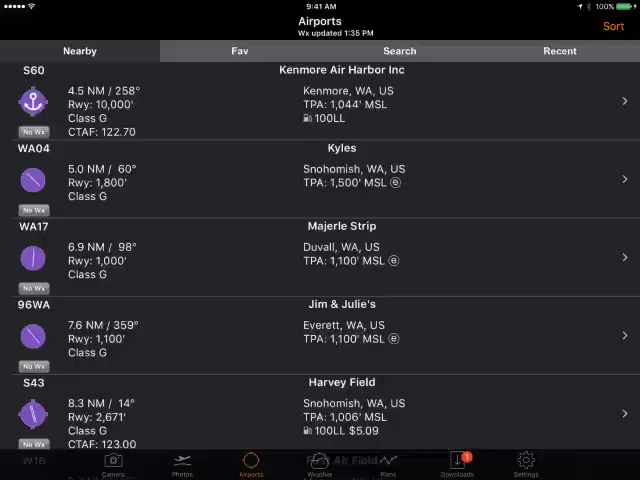 9:41 AM
100%
Airports
Wx updated 1:35 PM
Sort
Nearby Fav Search Recent
S60 Kenmore Air Harbor Inc
4.5 NM / 258° Kenmore, WA, US
Rwy: 10,000' TPA: 1,044' MSL
Class G 100LL
No Wx CTAF: 122.70
WA04 Kyles
5.0 NM / 60° Snohomish, WA, US
Rwy: 1,800' TPA: 1,500' MSL ⓔ
Class G
No Wx
WA17 Majerle Strip
6.9 NM / 98° Duvall, WA, US
Rwy: 1,000' TPA: 1,100' MSL ⓔ
Class G
No Wx
96WA Jim & Julie's
7.6 NM / 359° Everett, WA, US
Rwy: 1,100' TPA: 1,100' MSL ⓔ
Class G
No Wx
S43 Harvey Field
8.3 NM / 14° Snohomish, WA, US
Rwy: 2,671' TPA: 1,006' MSL
Class G 100LL $5.09
No Wx CTAF: 123.00
W16 First Air Field
1
Camera Photos Airports Weather Plans Downloads Settings